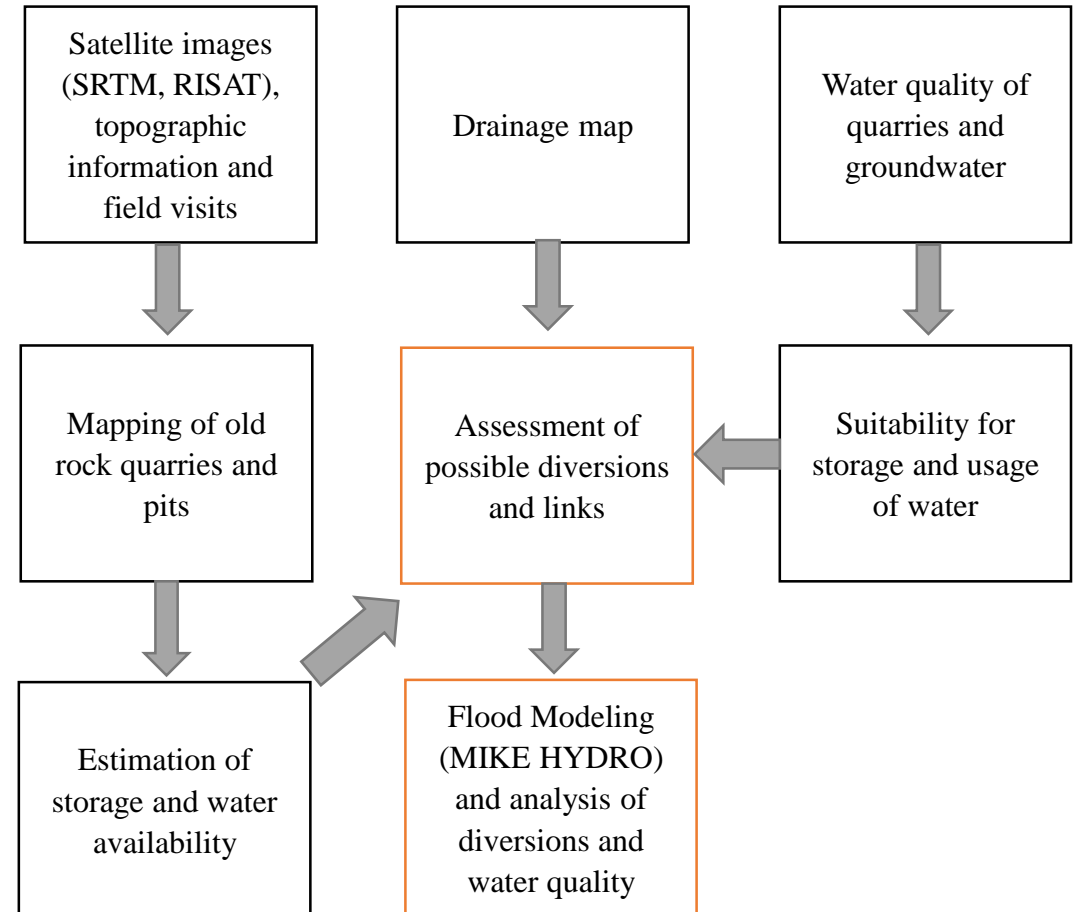 Satellite images
(SRTM, RISAT),
topographic
information and
field visits
Drainage map
Water quality of
quarries and
groundwater
Mapping of old
rock quarries and
pits
Assessment of
possible diversions
and links
Suitability for
storage and usage
of water
Estimation of
storage and water
availability
Flood Modeling
(MIKE HYDRO)
and analysis of
diversions and
water quality